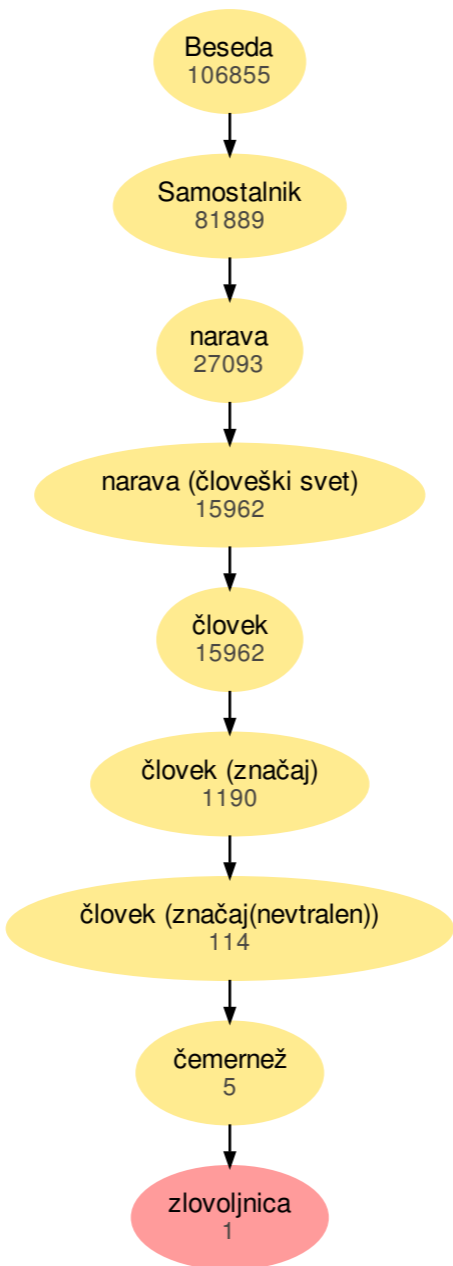 Beseda
106855
Samostalnik
81889
narava
27093
narava (človeški svet)
15962
človek
15962
človek (značaj)
1190
človek (značaj(nevtralen))
114
čemernež
5
zlovoljnica
1